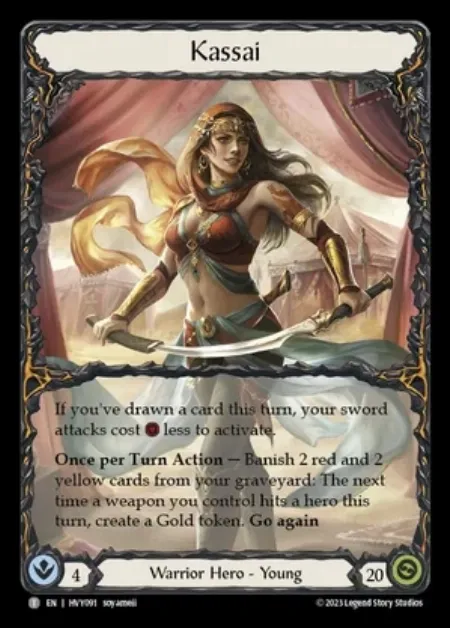 Kassai
If you've drawn a card this turn, your sword
attacks cost less to activate.
Once per Turn Action — Banish 2 red and 2
yellow cards from your graveyard: The next
time a weapon you control hits a hero this
turn, create a Gold token. Go again
4
Warrior Hero - Young
20
EN | HVY091 soyameii
© 2023 Legend Story Studios